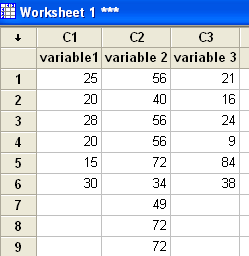 Worksheet 1 ***
↓ C1 C2 C3
variable1 variable 2 variable 3
1 25 56 21
2 20 40 16
3 28 56 24
4 20 56 9
5 15 72 84
6 30 34 38
7 49
8 72
9 72